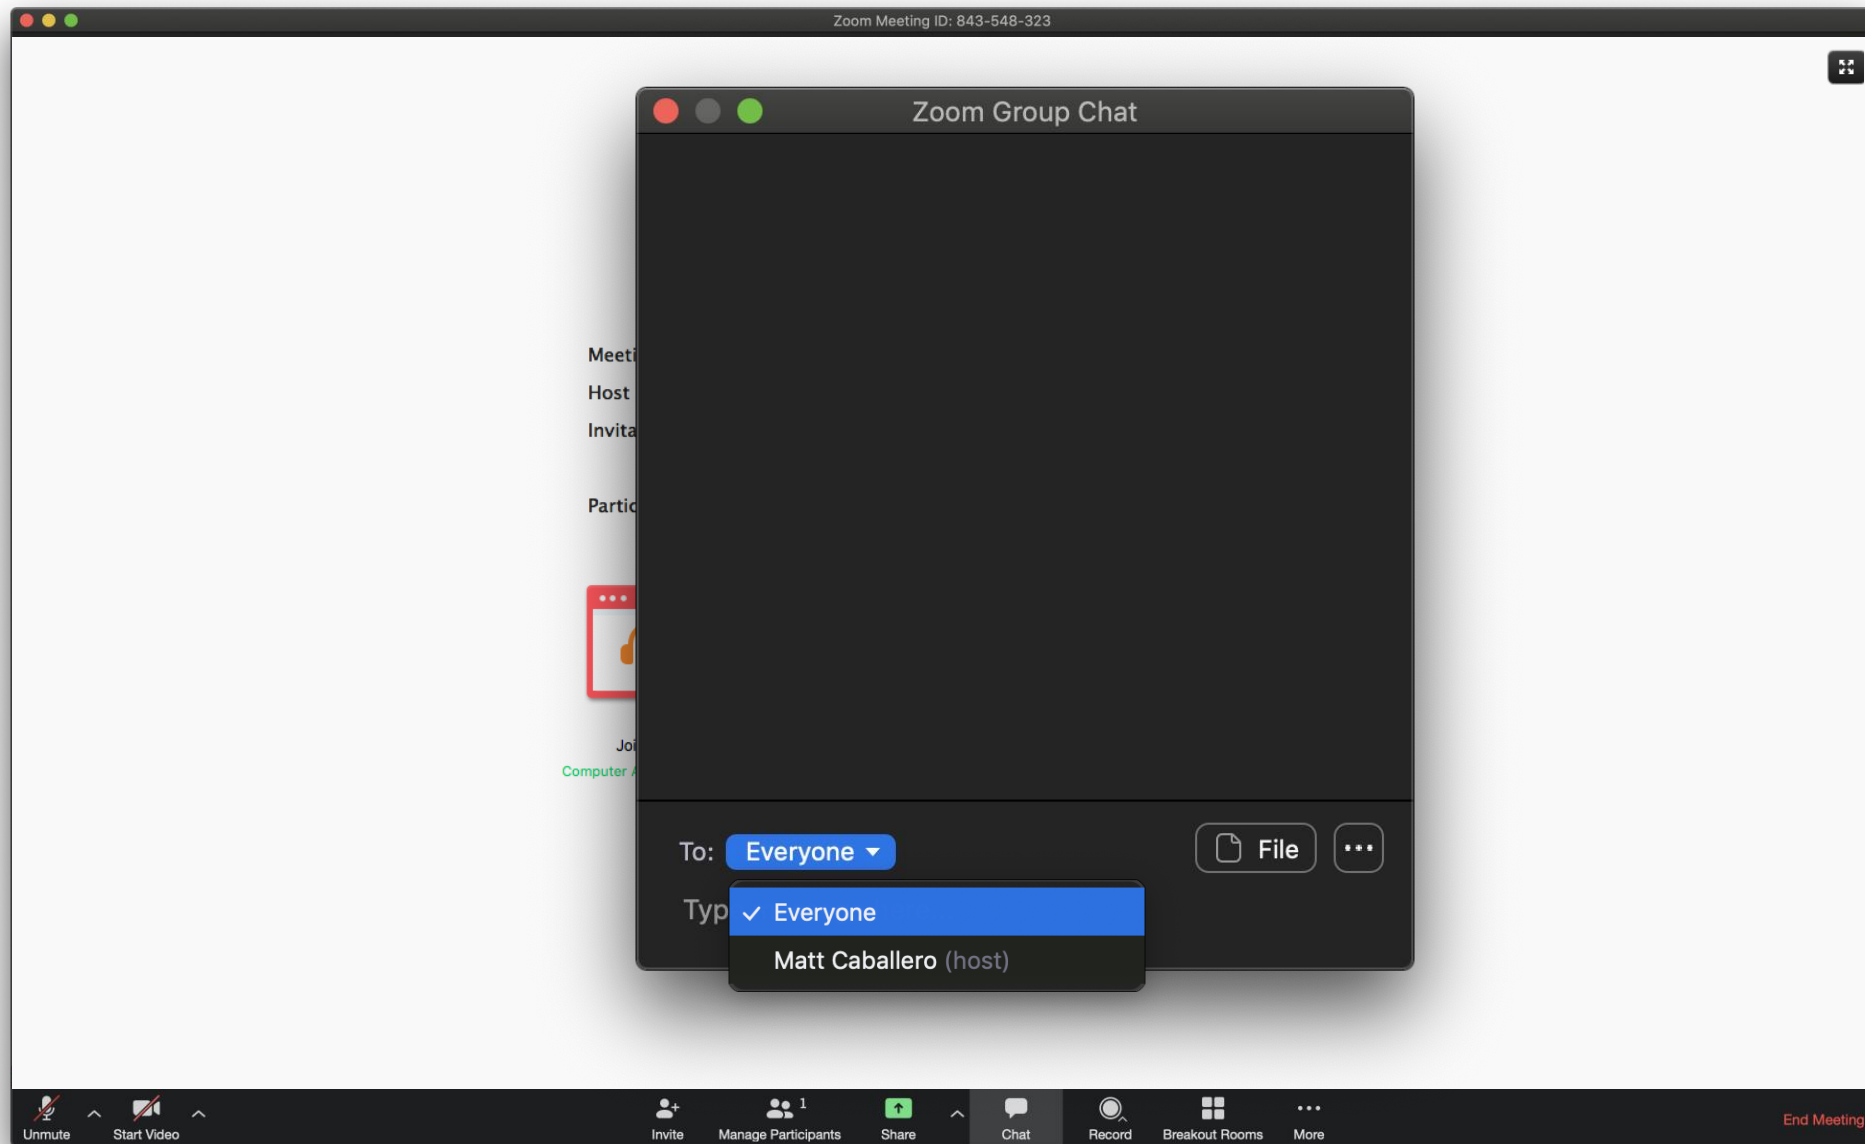 Zoom Meeting ID: 843-548-323
Zoom Group Chat
Meeti
Host
Invita
Partic
Joi
Computer
To: Everyone
File
Typ
Everyone
Matt Caballero (host)
Unmute
Start Video
Invite
1
Manage Participants
Share
Chat
Record
Breakout Rooms
More
End Meeting